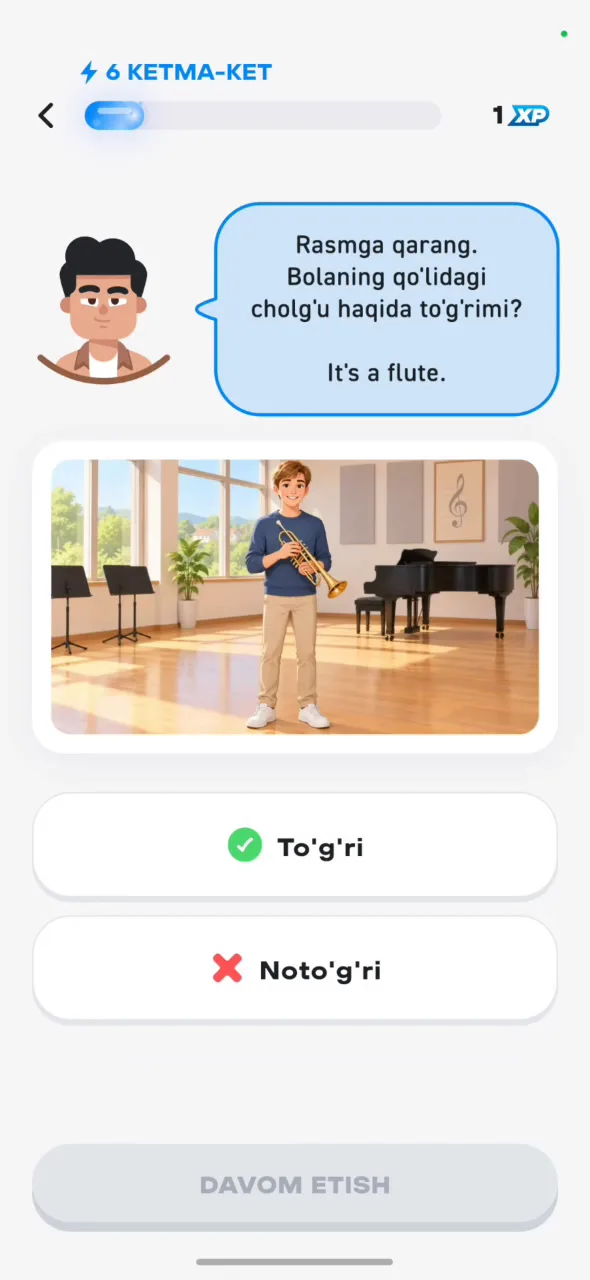 6 KETMA-KET
1 XP
Rasmga qarang.
Bolaning qo'lidagi
cholg'u haqida to'g'rimi?
It's a flute.
To'g'ri
Noto'g'ri
DAVOM ETISH